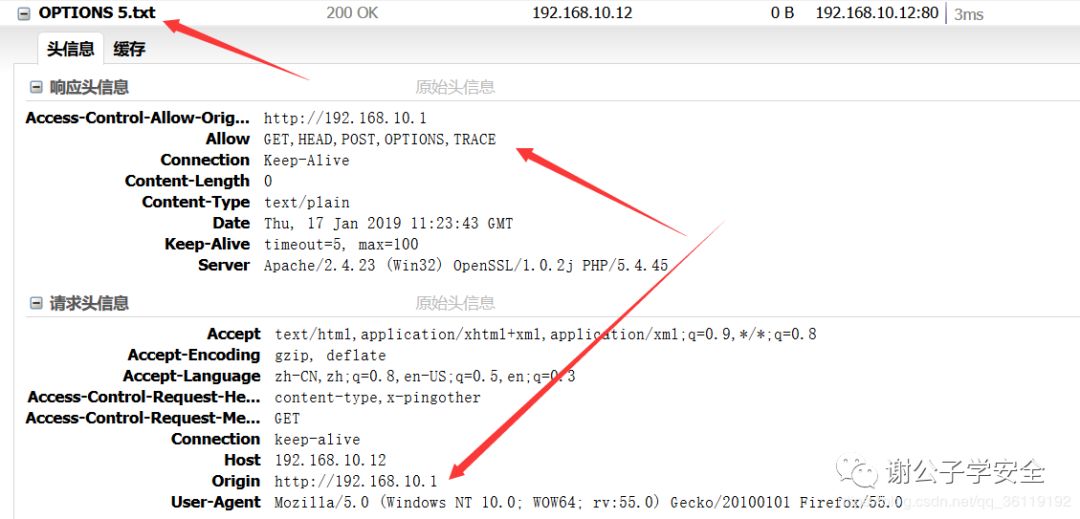 OPTIONS 5.txt 200 OK 192.168.10.12 0 B 192.168.10.12:80 3ms
头信息 缓存
响应头信息 原始头信息
Access-Control-Allow-Orig... http://192.168.10.1
Allow GET,HEAD,POST,OPTIONS,TRACE
Connection Keep-Alive
Content-Length 0
Content-Type text/plain
Date Thu, 17 Jan 2019 11:23:43 GMT
Keep-Alive timeout=5, max=100
Server Apache/2.4.23 (Win32) OpenSSL/1.0.2j PHP/5.4.45
请求头信息 原始头信息
Accept text/html,application/xhtml+xml,application/xml;q=0.9,*/*;q=0.8
Accept-Encoding gzip, deflate
Accept-Language zh-CN,zh;q=0.8,en-US;q=0.5,en;q=0.3
Access-Control-Request-He... content-type,x-pingother
Access-Control-Request-Me... GET
Connection keep-alive
Host 192.168.10.12
Origin http://192.168.10.1
User-Agent Mozilla/5.0 (Windows NT 10.0; WOW64; rv:55.0) Gecko/20100101 Firefox/55.0
谢公子学安全
blog.csdn.net/qq_36119192